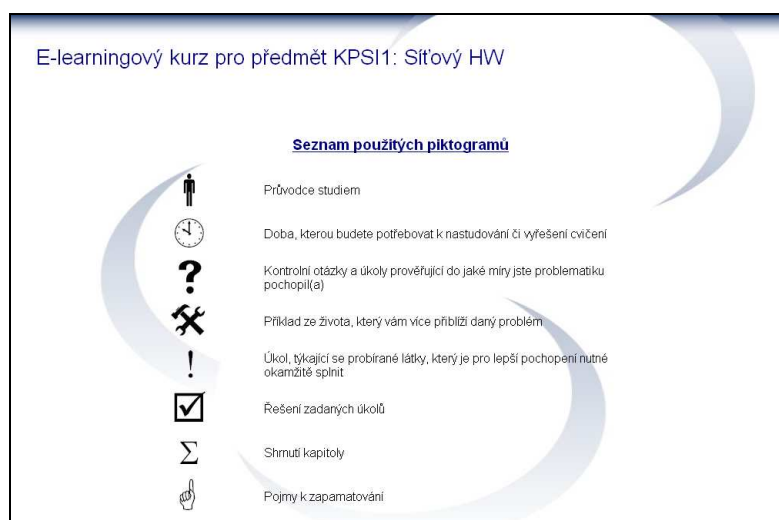 E-learningový kurz pro předmět KPSI1: Síťový HW
Seznam použitých piktogramů
Průvodce studiem
Doba, kterou budete potřebovat k nastudování či vyřešení cvičení
?
Kontrolní otázky a úkoly prověřující do jaké míry jste problematiku
pochopil(a)
Příklad ze života, který vám více přiblíží daný problém
!
Úkol, týkající se probírané látky, který je pro lepší pochopení nutné
okamžitě splnit
Řešení zadaných úkolů
Σ
Shrnutí kapitoly
Pojmy k zapamatování